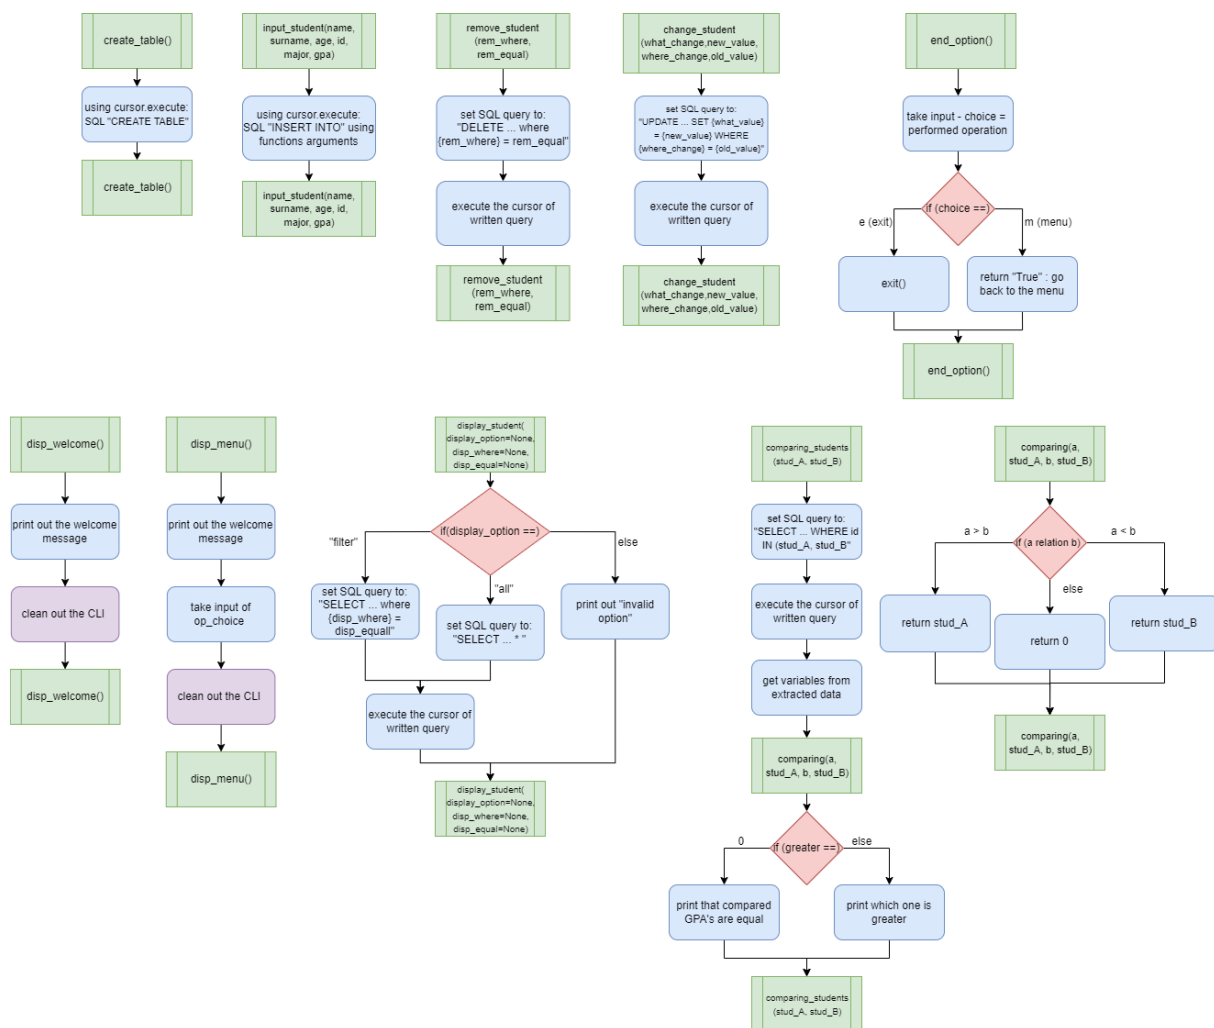 create_table()
using cursor.execute:
SQL "CREATE TABLE"
create_table()
input_student(name,
surname, age, id,
major, gpa)
using cursor.execute:
SQL "INSERT INTO" using
functions arguments
input_student(name,
surname, age, id,
major, gpa)
remove_student
(rem_where,
rem_equal)
set SQL query to:
"DELETE ... where
{rem_where} = rem_equal"
execute the cursor of
written query
remove_student
(rem_where,
rem_equal)
change_student
(what_change,new_value,
where_change,old_value)
set SQL query to:
"UPDATE ... SET {what_value}
= {new_value} WHERE
{where_change} = {old_value}"
execute the cursor of
written query
change_student
(what_change,new_value,
where_change,old_value)
end_option()
take input - choice =
performed operation
if (choice ==)
e (exit)
m (menu)
exit()
return "True" : go
back to the menu
end_option()
disp_welcome()
print out the welcome
message
clean out the CLI
disp_welcome()
disp_menu()
print out the welcome
message
take input of
op_choice
clean out the CLI
disp_menu()
display_student(
display_option=None,
disp_where=None,
disp_equal=None)
if(display_option ==)
"filter"
"all"
else
set SQL query to:
"SELECT ... where
{disp_where} =
disp_equall"
set SQL query to:
"SELECT ... * "
print out "invalid
option"
execute the cursor of
written query
display_student(
display_option=None,
disp_where=None,
disp_equal=None)
comparing_students
(stud_A, stud_B)
set SQL query to:
"SELECT ... WHERE id
IN (stud_A, stud_B"
execute the cursor of
written query
get variables from
extracted data
comparing(a,
stud_A, b, stud_B)
if (greater ==)
0
else
print that compared
GPA's are equal
print which one is
greater
comparing_students
(stud_A, stud_B)
comparing(a,
stud_A, b, stud_B)
if (a relation b)
a > b
a < b
else
return stud_A
return 0
return stud_B
comparing(a,
stud_A, b, stud_B)